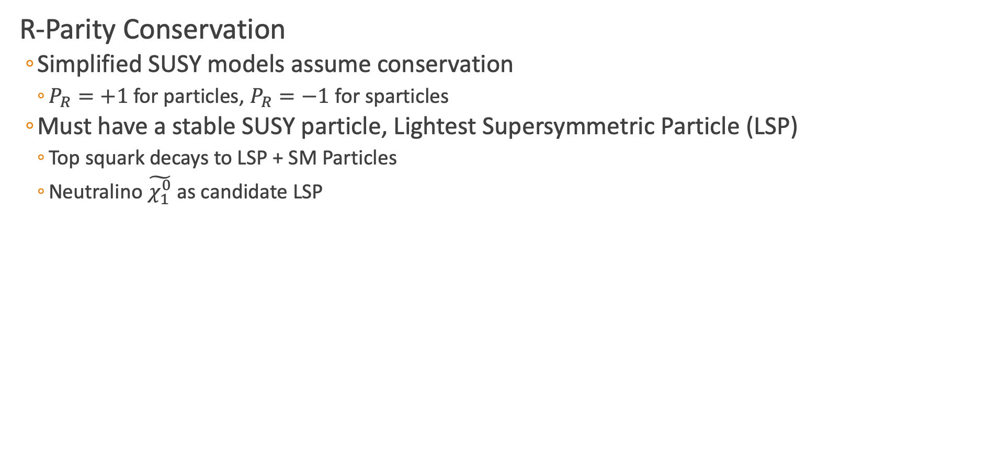 R-Parity Conservation
◦ Simplified SUSY models assume conservation
◦ $P_R = +1$ for particles, $P_R = -1$ for sparticles
◦ Must have a stable SUSY particle, Lightest Supersymmetric Particle (LSP)
◦ Top squark decays to LSP + SM Particles
◦ Neutralino $\widetilde{\chi_1^0}$ as candidate LSP